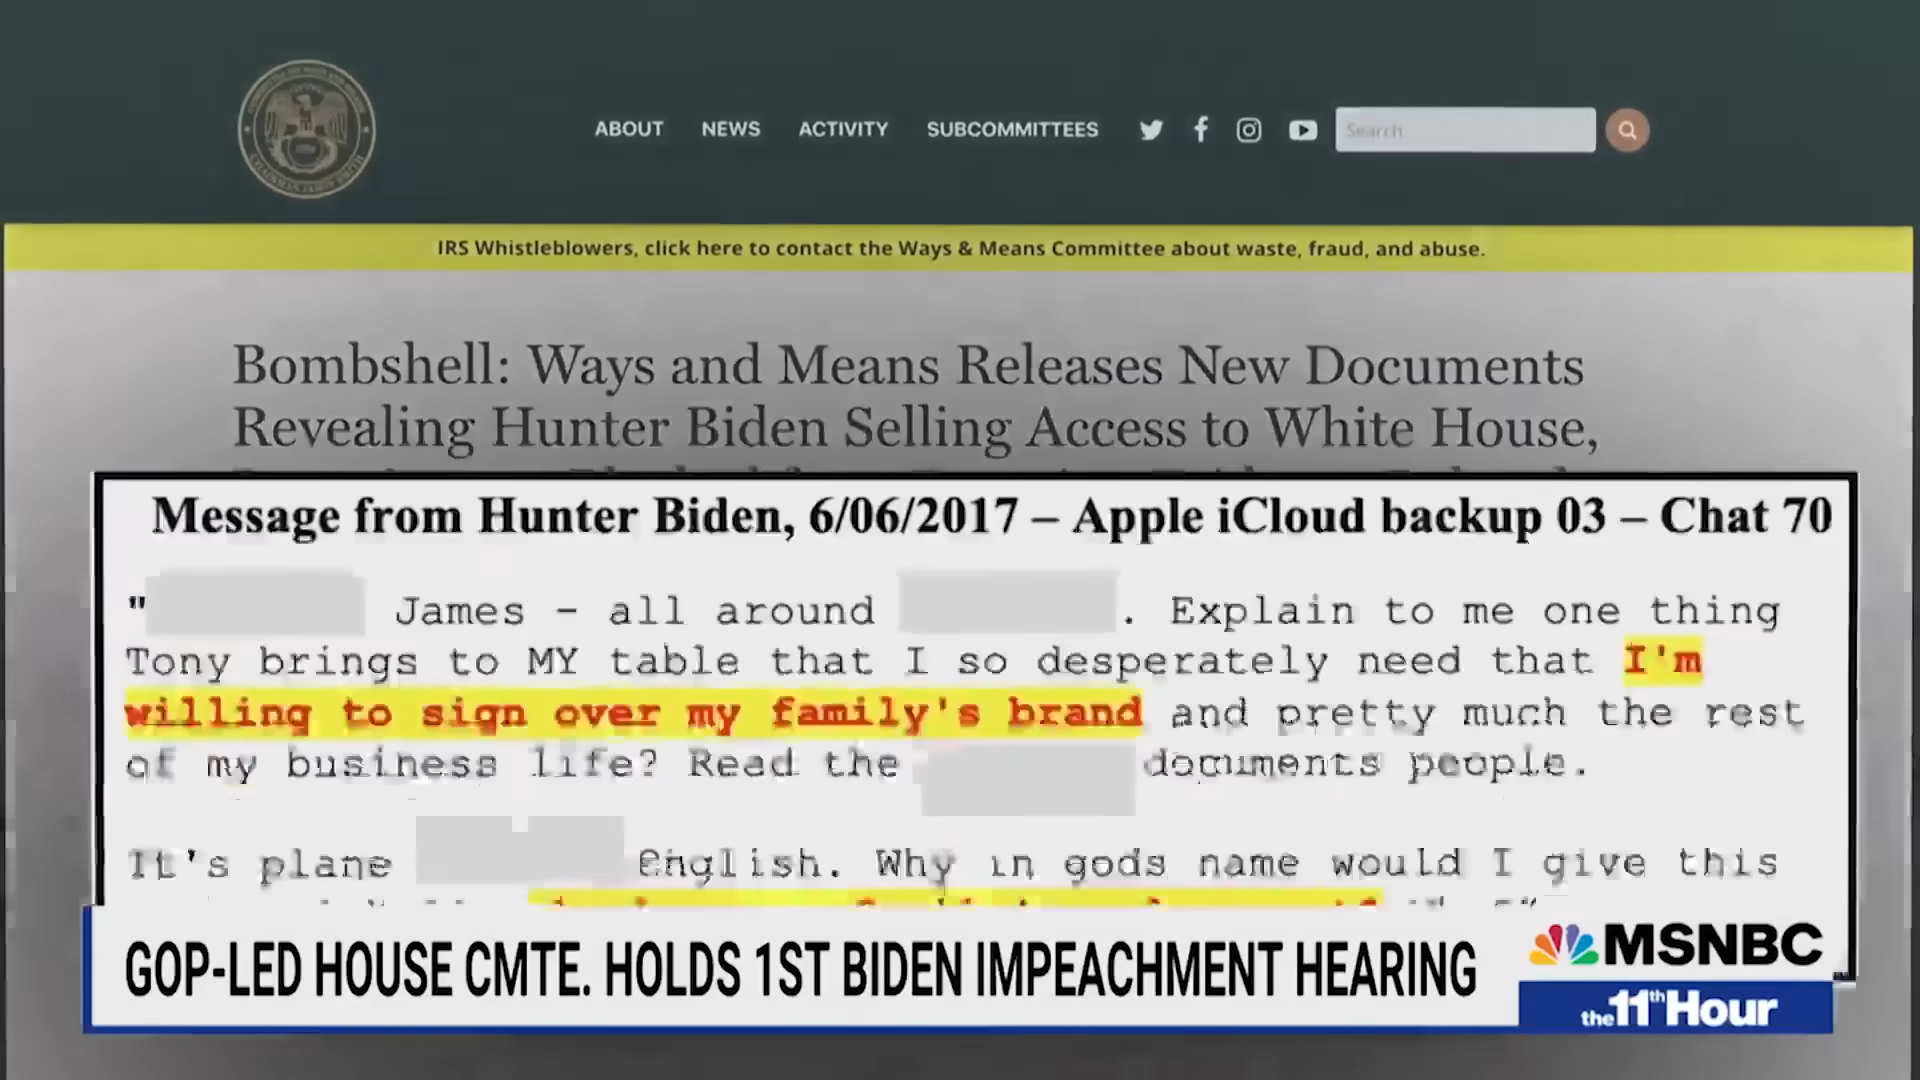 ABOUT NEWS ACTIVITY SUBCOMMITTEES Search
IRS Whistleblowers, click here to contact the Ways & Means Committee about waste, fraud, and abuse.
Bombshell: Ways and Means Releases New Documents
Revealing Hunter Biden Selling Access to White House,
Message from Hunter Biden, 6/06/2017 – Apple iCloud backup 03 – Chat 70
" James - all around . Explain to me one thing
Tony brings to MY table that I so desperately need that I'm
willing to sign over my family's brand and pretty much the rest
of my business life? Read the documents people.
It's plane English. Why in gods name would I give this
GOP-LED HOUSE CMTE. HOLDS 1ST BIDEN IMPEACHMENT HEARING
MSNBC
the 11th Hour